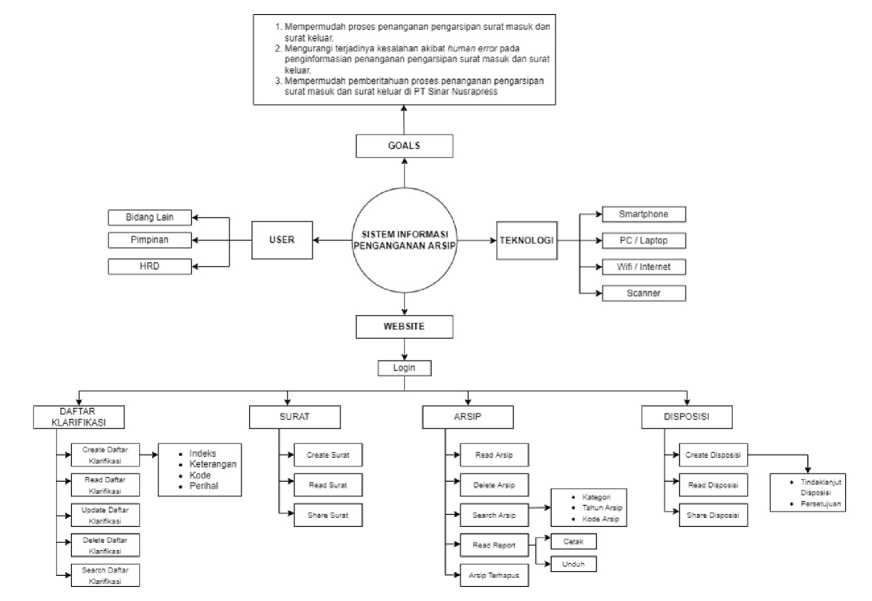 1. Mempermudah proses penanganan pengarsipan surat masuk dan
surat keluar.
2. Mengurangi terjadinya kesalahan akibat human error pada
penginformasian penanganan pengarsipan surat masuk dan surat
keluar.
3. Mempermudah pemberitahuan proses penanganan pengarsipan
surat masuk dan surat keluar di PT Sinar Nusrapress
GOALS
Bidang Lain
Pimpinan
HRD
USER
SISTEM INFORMASI
PENGANGANAN ARSIP
TEKNOLOGI
Smartphone
PC / Laptop
Wifi / Internet
Scanner
WEBSITE
Login
DAFTAR
KLARIFIKASI
Create Daftar
Klarifikasi
• Indeks
• Keterangan
• Kode
• Perihal
Read Daftar
Klarifikasi
Update Daftar
Klarifikasi
Delete Daftar
Klarifikasi
Search Daftar
Klarifikasi
SURAT
Create Surat
Read Surat
Share Surat
ARSIP
Read Arsip
Delete Arsip
Search Arsip
• Kategori
• Tahun Arsip
• Kode Arsip
Read Report
Cetak
Unduh
Arsip Terhapus
DISPOSISI
Create Disposisi
• Tindaklanjut
Disposisi
• Persetujuan
Read Disposisi
Share Disposisi